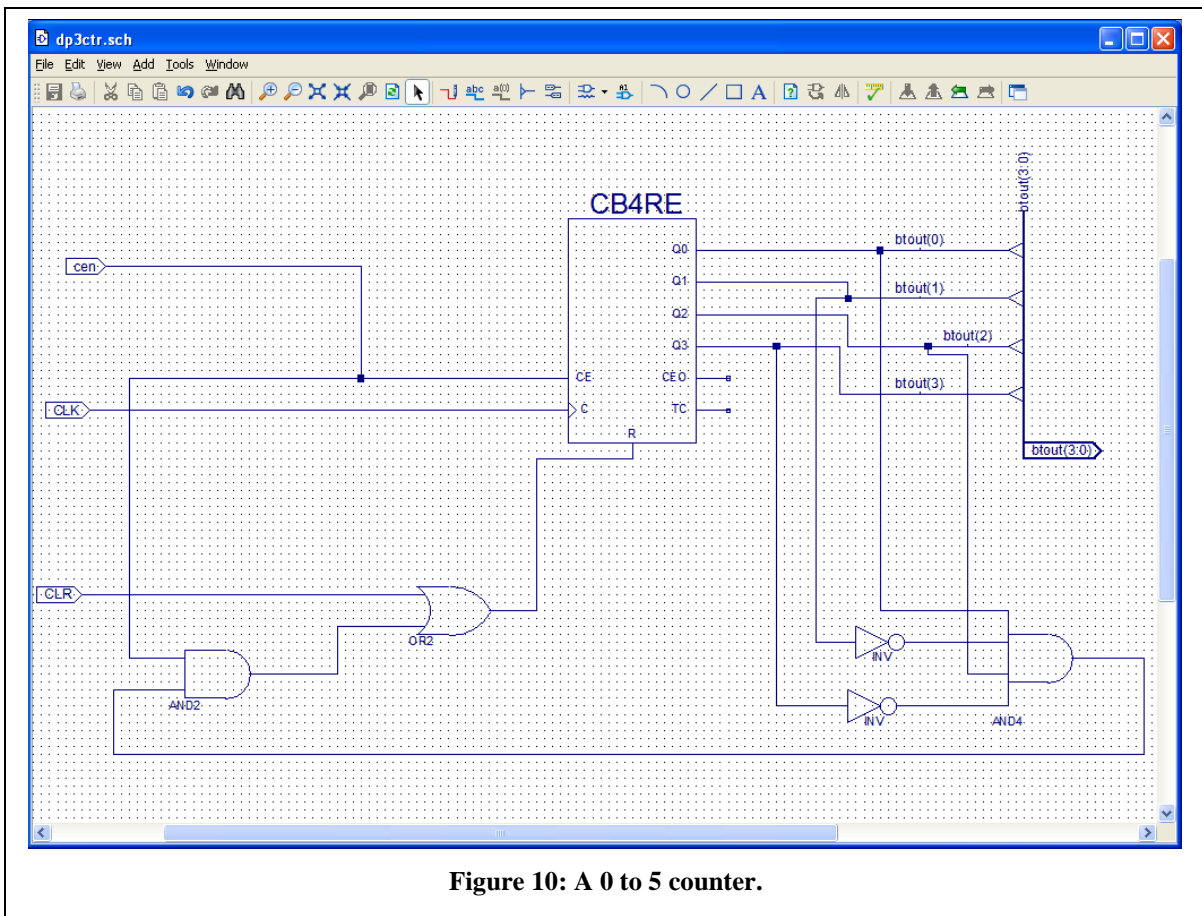 dp3ctr.sch
File Edit View Add Tools Window
abc
A
?
CB4RE
btout(3:0)
cen
Q0
btout(0)
Q1
btout(1)
Q2
btout(2)
Q3
btout(3)
CE
CEO
CLK
C
TC
R
btout(3:0)
CLR
OR2
INV
AND2
INV
AND4
Figure 10: A 0 to 5 counter.